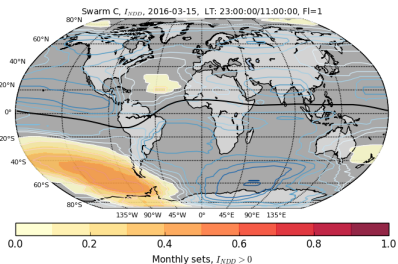 Swarm C, I_NDD, 2016-03-15, LT: 23:00:00/11:00:00, Fl=1
80°N
60°N
40°N
20°N
0°
20°S
40°S
60°S
80°S
135°W 90°W 45°W 0° 45°E 90°E 135°E
0.0 0.2 0.4 0.6 0.8 1.0
Monthly sets, I_NDD > 0